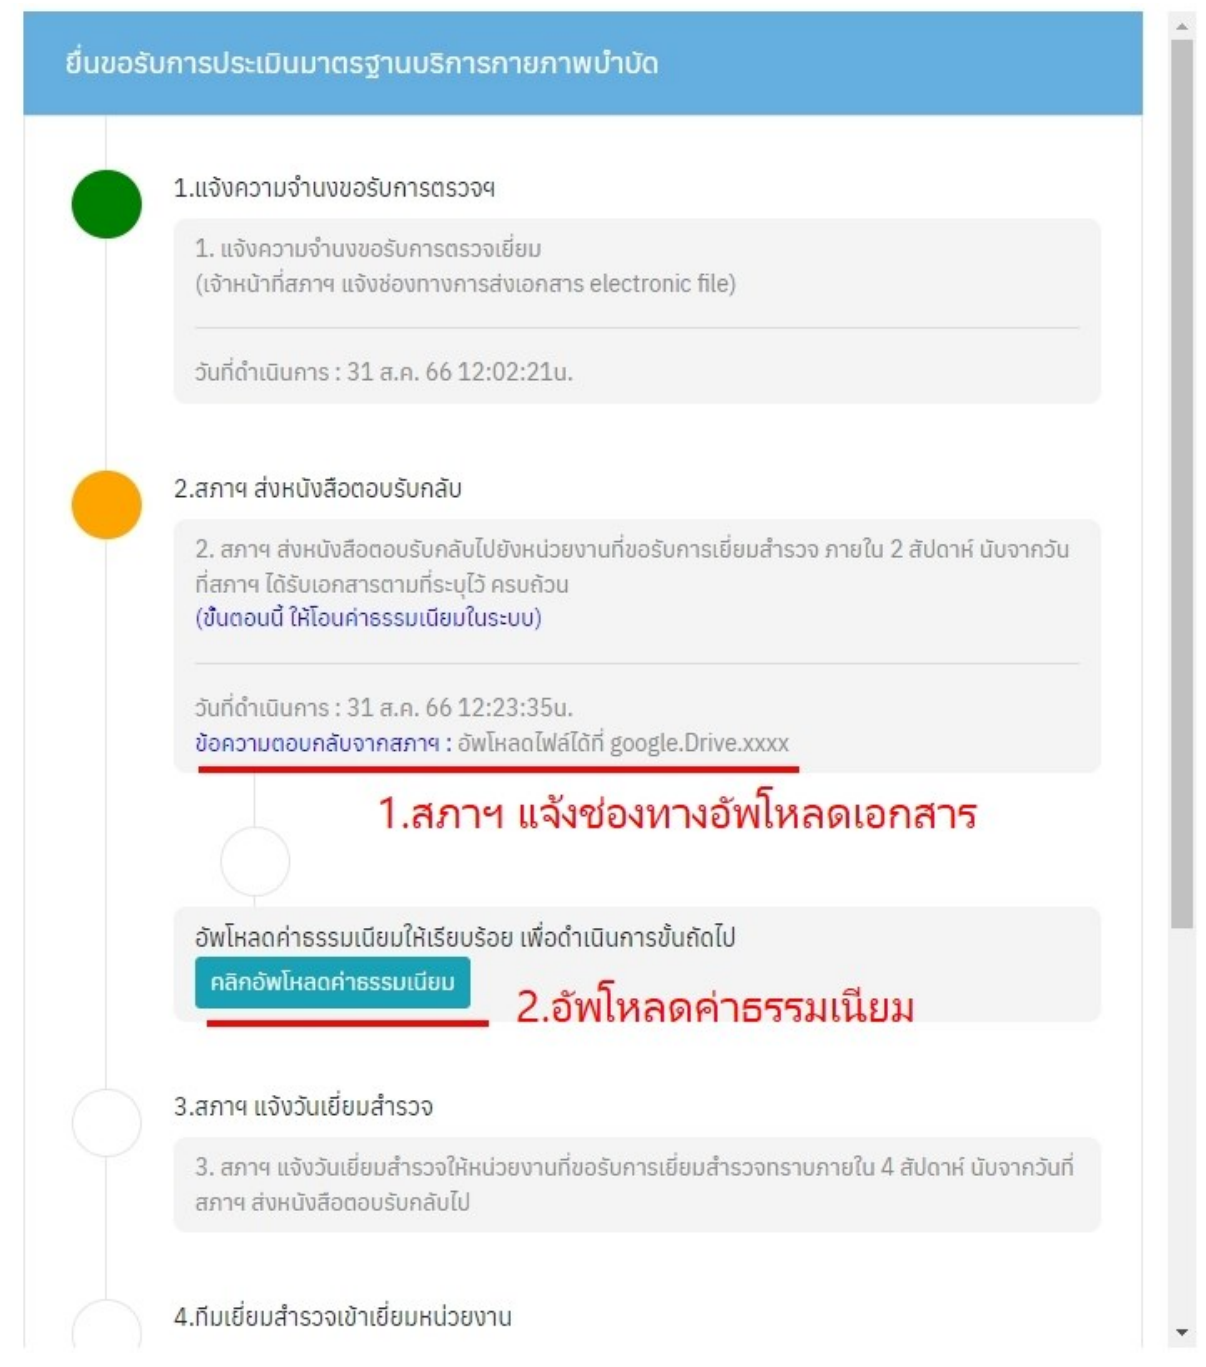 ยื่นขอรับการประเมินมาตรฐานบริการกายภาพบำบัด
1.แจ้งความจำนงขอรับการตรวจฯ
1. แจ้งความจำนงขอรับการตรวจเยี่ยม
(เจ้าหน้าที่สภาฯ แจ้งช่องทางการส่งเอกสาร electronic file)
วันที่ดำเนินการ : 31 ส.ค. 66 12:02:21น.
2.สภาฯ ส่งหนังสือตอบรับกลับ
2. สภาฯ ส่งหนังสือตอบรับกลับไปยังหน่วยงานที่ขอรับการเยี่ยมสำรวจ ภายใน 2 สัปดาห์ นับจากวัน
ที่สภาฯ ได้รับเอกสารตามที่ระบุไว้ ครบถ้วน
(ขั้นตอนนี้ ให้โอนค่าธรรมเนียมในระบบ)
วันที่ดำเนินการ : 31 ส.ค. 66 12:23:35น.
ข้อความตอบกลับจากสภาฯ : อัพโหลดไฟล์ได้ที่ google.Drive.xxxx
1.สภาฯ แจ้งช่องทางอัพโหลดเอกสาร
อัพโหลดค่าธรรมเนียมให้เรียบร้อย เพื่อดำเนินการขั้นถัดไป
คลิกอัพโหลดค่าธรรมเนียม
2.อัพโหลดค่าธรรมเนียม
3.สภาฯ แจ้งวันเยี่ยมสำรวจ
3. สภาฯ แจ้งวันเยี่ยมสำรวจให้หน่วยงานที่ขอรับการเยี่ยมสำรวจทราบภายใน 4 สัปดาห์ นับจากวันที่
สภาฯ ส่งหนังสือตอบรับกลับไป
4.ทีมเยี่ยมสำรวจเข้าเยี่ยมหน่วยงาน